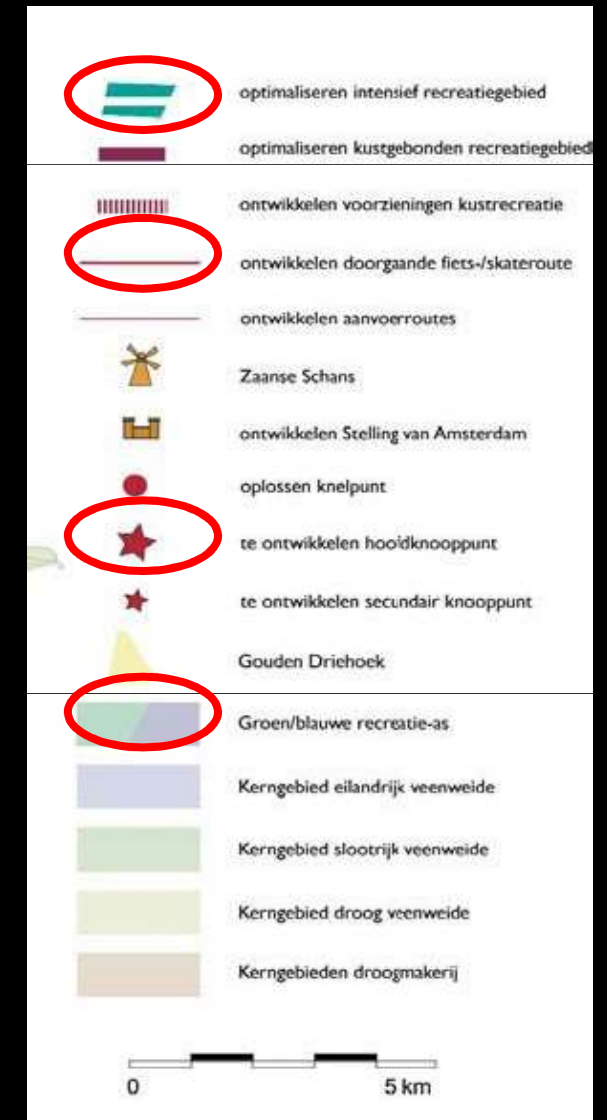 optimaliseren intensief recreatiegebied
optimaliseren kustgebonden recreatiegebied
ontwikkelen voorzieningen kustrecreatie
ontwikkelen doorgaande fiets-/skateroute
ontwikkelen aanvoerroutes
Zaanse Schans
ontwikkelen Stelling van Amsterdam
oplossen knelpunt
te ontwikkelen hoofdknooppunt
te ontwikkelen secundair knooppunt
Gouden Driehoek
Groen/blauwe recreatie-as
Kerngebied eilandrijk veenweide
Kerngebied slootrijk veenweide
Kerngebied droog veenweide
Kerngebieden droogmakerij
0 5 km